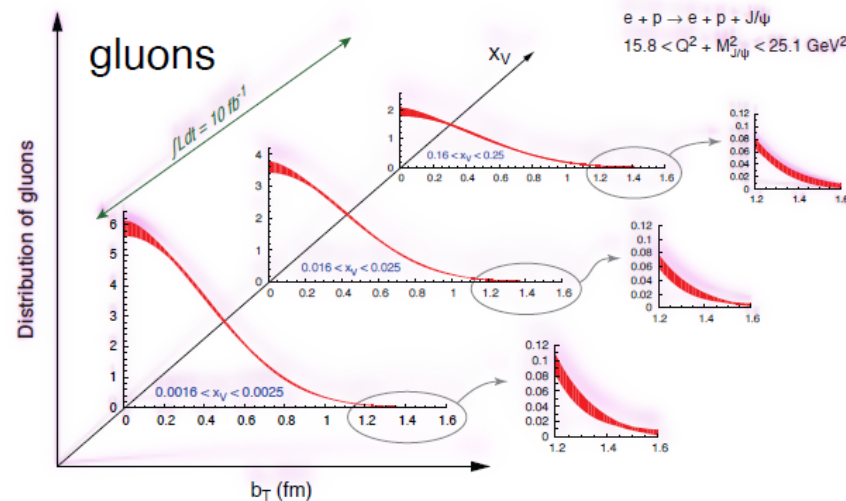 e + p → e + p + J/ψ
15.8 < Q² + M²J/ψ < 25.1 GeV²
gluons
∫Ldt = 10 fb⁻¹
xV
Distribution of gluons
bT (fm)
2
1
0
0.16 < xV < 0.25
0 0.2 0.4 0.6 0.8 1 1.2 1.4 1.6
0.12
0.1
0.08
0.06
0.04
0.02
0
1.2 1.4 1.6
4
3
2
1
0
0.016 < xV < 0.025
0 0.2 0.4 0.6 0.8 1 1.2 1.4 1.6
0.12
0.1
0.08
0.06
0.04
0.02
0
1.2 1.4 1.6
6
5
4
3
2
1
0
0.0016 < xV < 0.0025
0 0.2 0.4 0.6 0.8 1 1.2 1.4 1.6
0.12
0.1
0.08
0.06
0.04
0.02
0
1.2 1.4 1.6